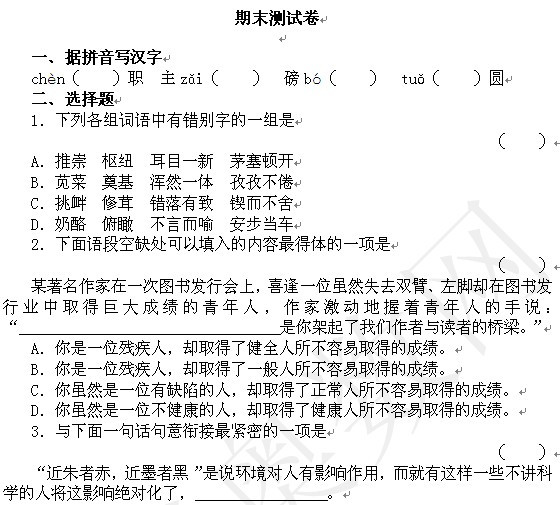 期末测试卷
一、据拼音写汉字
chèn（　　）职　主zǎi（　　）　磅bó（　　）　tuǒ（　　）圆
二、选择题
1．下列各组词语中有错别字的一组是
（　　）
A．推崇　枢纽　耳目一新　茅塞顿开
B．苋菜　奠基　浑然一体　孜孜不倦
C．挑衅　修茸　错落有致　锲而不舍
D．奶酪　俯瞰　不言而喻　安步当车
2．下面语段空缺处可以填入的内容最得体的一项是
（　　）
某著名作家在一次图书发行会上，喜逢一位虽然失去双臂、左脚却在图书发
行业中取得巨大成绩的青年人，作家激动地握着青年人的手说：
“____________________是你架起了我们作者与读者的桥梁。”
A．你是一位残疾人，却取得了健全人所不容易取得的成绩。
B．你是一位残疾人，却取得了一般人所不容易取得的成绩。
C．你虽然是一位有缺陷的人，却取得了正常人所不容易取得的成绩。
D．你虽然是一位不健康的人，却取得了健康人所不容易取得的成绩。
3．与下面一句话句意衔接最紧密的一项是
（　　）
“近朱者赤，近墨者黑”是说环境对人有影响作用，而就有这样一些不讲科
学的人将这影响绝对化了，____________。